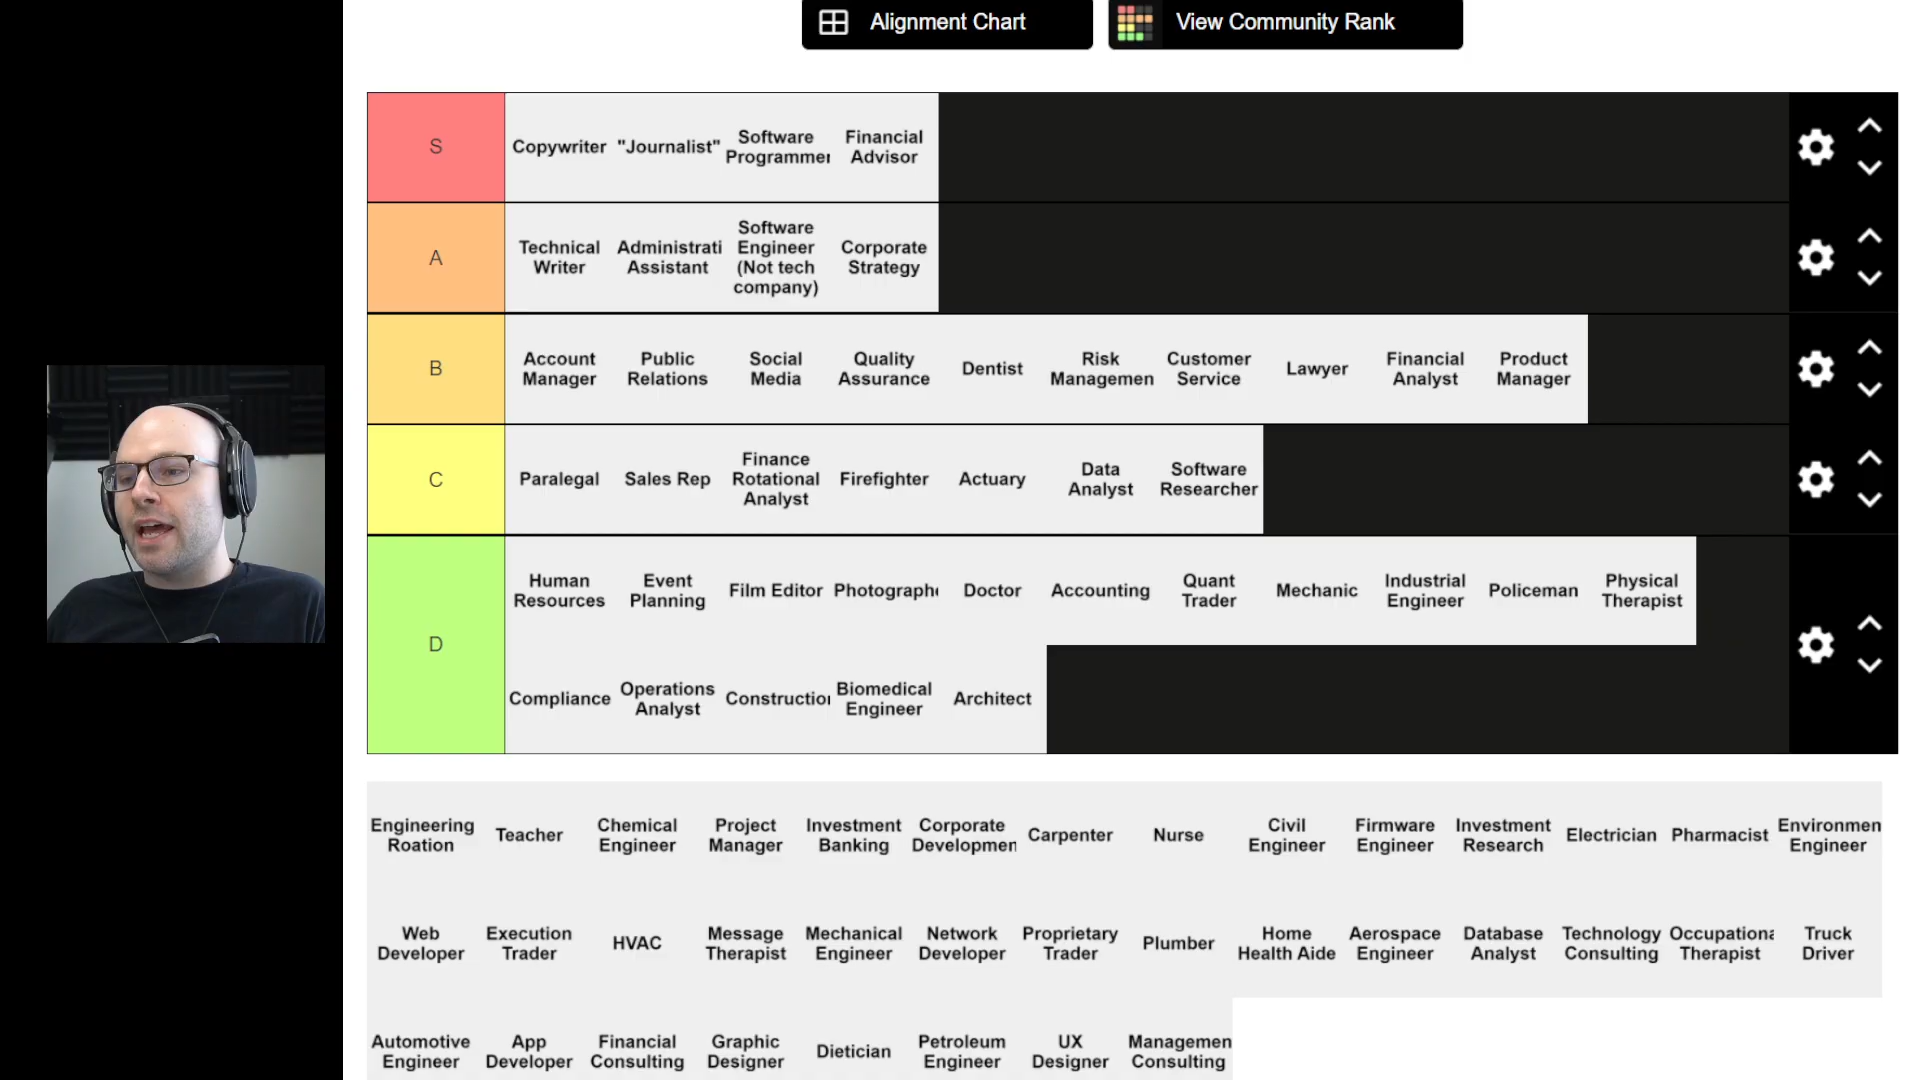 Alignment Chart
View Community Rank
S
Copywriter
"Journalist"
Software
Programmer
Financial
Advisor
A
Technical
Writer
Administrati
Assistant
Software
Engineer
(Not tech
company)
Corporate
Strategy
B
Account
Manager
Public
Relations
Social
Media
Quality
Assurance
Dentist
Risk
Managemen
Customer
Service
Lawyer
Financial
Analyst
Product
Manager
C
Paralegal
Sales Rep
Finance
Rotational
Analyst
Firefighter
Actuary
Data
Analyst
Software
Researcher
D
Human
Resources
Event
Planning
Film Editor
Photographe
Doctor
Accounting
Quant
Trader
Mechanic
Industrial
Engineer
Policeman
Physical
Therapist
Compliance
Operations
Analyst
Construction
Biomedical
Engineer
Architect
Engineering
Roation
Teacher
Chemical
Engineer
Project
Manager
Investment
Banking
Corporate
Developmen
Carpenter
Nurse
Civil
Engineer
Firmware
Engineer
Investment
Research
Electrician
Pharmacist
Environmen
Engineer
Web
Developer
Execution
Trader
HVAC
Message
Therapist
Mechanical
Engineer
Network
Developer
Proprietary
Trader
Plumber
Home
Health Aide
Aerospace
Engineer
Database
Analyst
Technology
Consulting
Occupationa
Therapist
Truck
Driver
Automotive
Engineer
App
Developer
Financial
Consulting
Graphic
Designer
Dietician
Petroleum
Engineer
UX
Designer
Managemen
Consulting